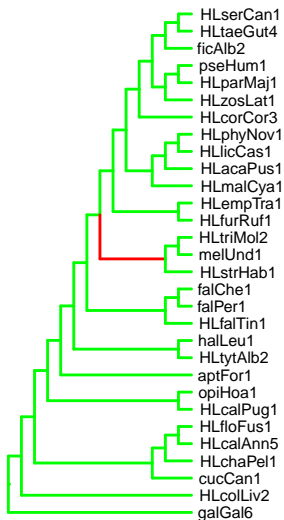 HLserCan1
HLtaeGut4
ficAlb2
pseHum1
HLparMaj1
HLzosLat1
HLcorCor3
HLphyNov1
HLlicCas1
HLacaPus1
HLmalCya1
HLempTra1
HLfurRuf1
HLtriMol2
melUnd1
HLstrHab1
falChe1
falPer1
HLfalTin1
halLeu1
HLtytAlb2
aptFor1
opiHoa1
HLcalPug1
HLfloFus1
HLcalAnn5
HLchaPel1
cucCan1
HLcolLiv2
galGal6